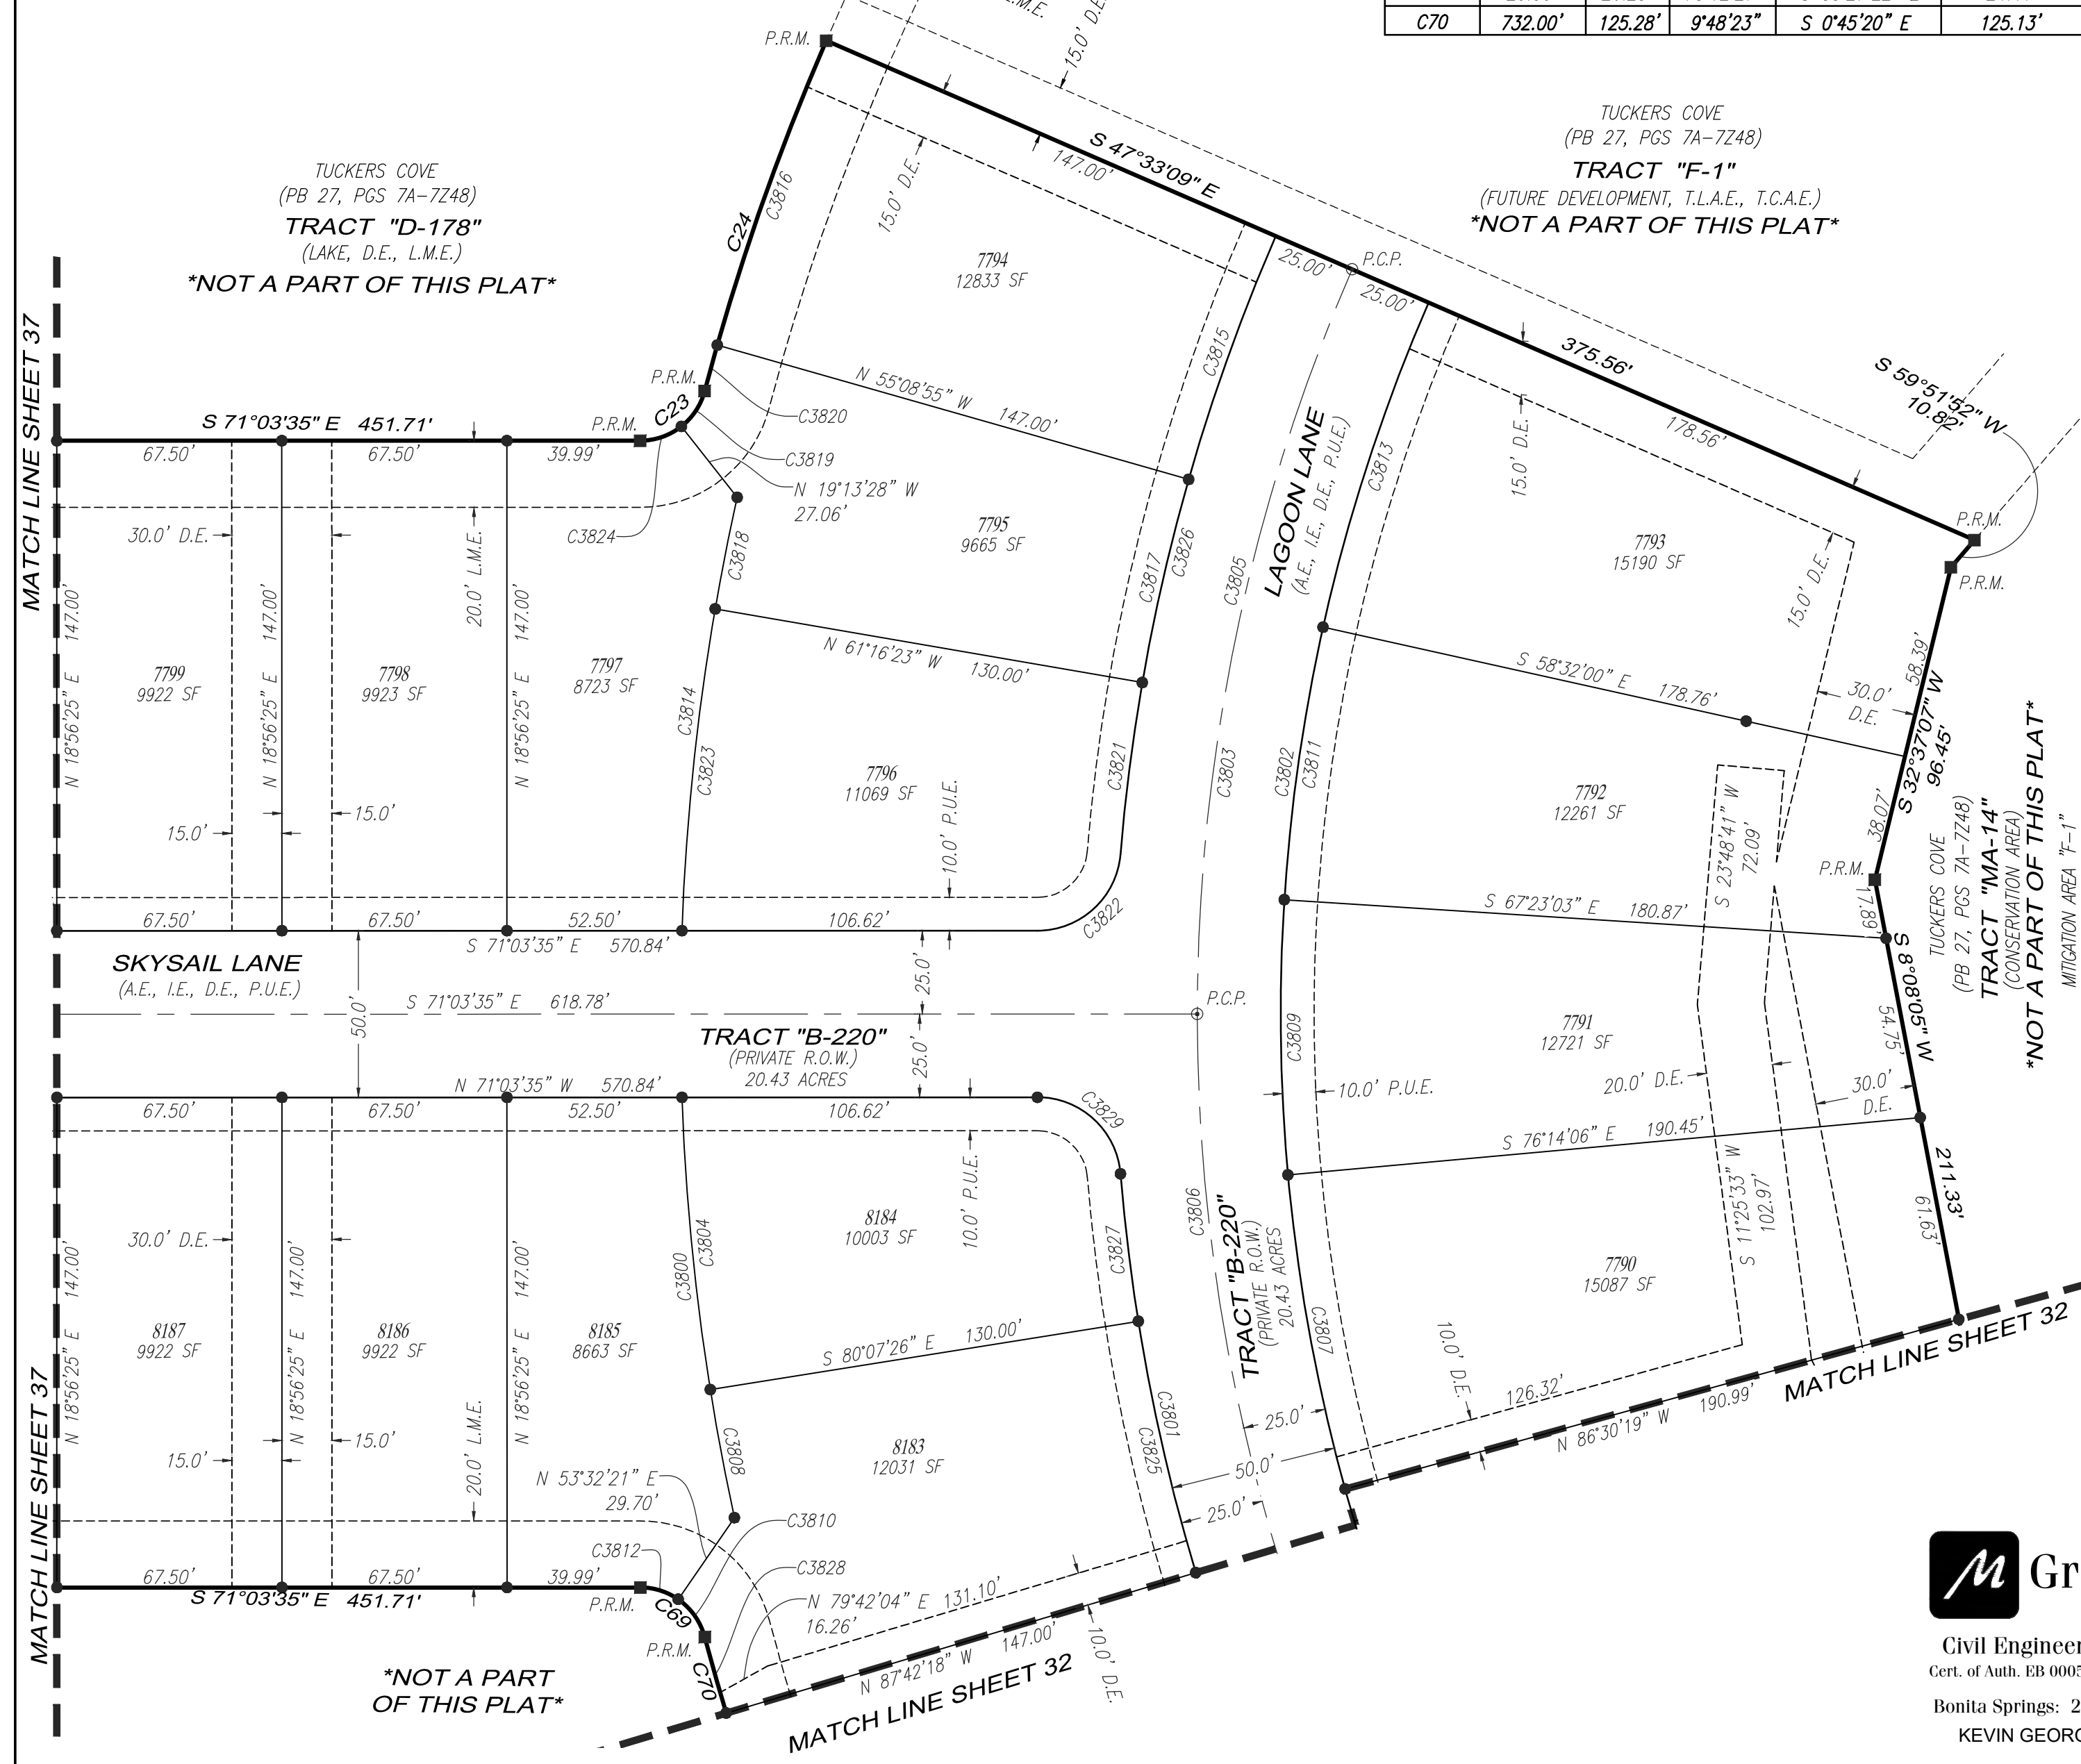 C70 732.00' 125.28' 9°48'23" S 0°45'20" E 125.13'
P.R.M.
15.0' D.E.
TUCKERS COVE
(PB 27, PGS 7A-7Z48)
TRACT "F-1"
(FUTURE DEVELOPMENT, T.L.A.E., T.C.A.E.)
*NOT A PART OF THIS PLAT*
TUCKERS COVE
(PB 27, PGS 7A-7Z48)
TRACT "D-178"
(LAKE, D.E., L.M.E.)
*NOT A PART OF THIS PLAT*
C24
C3816
15.0' D.E.
S 47°33'09" E
147.00'
7794
12833 SF
25.00'
P.C.P.
25.00'
375.56'
S 59°51'52" W
10.82'
178.56'
P.R.M.
P.R.M.
MATCH LINE SHEET 37
S 71°03'35" E 451.71'
P.R.M.
P.R.M.
C23
C3820
C3819
N 19°13'28" W
27.06'
C3824
N 55°08'55" W 147.00'
C3815
LAGOON LANE
(A.E., I.E., D.E., P.U.E.)
C3813
C3805
15.0' D.E.
7793
15190 SF
15.0' D.E.
67.50'
67.50'
39.99'
30.0' D.E.
20.0' L.M.E.
N 18°56'25" E 147.00'
N 18°56'25" E 147.00'
N 18°56'25" E 147.00'
7799
9922 SF
7798
9923 SF
7797
8723 SF
C3818
7795
9665 SF
C3817
C3826
N 61°16'23" W 130.00'
C3814
C3823
7796
11069 SF
C3821
C3803
C3802
C3811
S 58°32'00" E 178.76'
30.0'
D.E.
58.39'
S 32°37'07" W
96.45'
38.07'
7792
12261 SF
S 23°48'41" W
72.09'
P.R.M.
17.89'
TUCKERS COVE
(PB 27, PGS 7A-7Z48)
TRACT "MA-14"
(CONSERVATION AREA)
*NOT A PART OF THIS PLAT*
MITIGATION AREA "F-1"
15.0'
15.0'
10.0' P.U.E.
67.50'
67.50'
52.50'
106.62'
C3822
S 71°03'35" E 570.84'
S 67°23'03" E 180.87'
SKYSAIL LANE
(A.E., I.E., D.E., P.U.E.)
S 71°03'35" E 618.78'
50.0'
25.0'
25.0'
P.C.P.
TRACT "B-220"
(PRIVATE R.O.W.)
20.43 ACRES
C3809
7791
12721 SF
S 8°08'05" W
54.75'
10.0' P.U.E.
20.0' D.E.
30.0'
D.E.
N 71°03'35" W 570.84'
67.50'
67.50'
52.50'
106.62'
C3829
S 76°14'06" E 190.45'
211.33'
61.63'
S 11°25'33" W
102.97'
10.0' P.U.E.
C3806
TRACT "B-220"
(PRIVATE R.O.W.)
20.43 ACRES
8184
10003 SF
C3827
C3800
C3804
30.0' D.E.
N 18°56'25" E 147.00'
N 18°56'25" E 147.00'
N 18°56'25" E 147.00'
8187
9922 SF
8186
9922 SF
8185
8663 SF
7790
15087 SF
C3807
10.0' D.E.
126.32'
S 80°07'26" E 130.00'
C3801
C3825
C3808
15.0'
15.0'
20.0' L.M.E.
8183
12031 SF
25.0'
50.0'
25.0'
N 86°30'19" W 190.99'
MATCH LINE SHEET 32
MATCH LINE SHEET 37
N 53°32'21" E
29.70'
C3810
C3812
C3828
N 79°42'04" E 131.10'
16.26'
67.50'
67.50'
39.99'
S 71°03'35" E 451.71'
P.R.M.
C69
P.R.M.
C70
N 87°42'18" W 147.00'
10.0' D.E.
MATCH LINE SHEET 32
*NOT A PART
OF THIS PLAT*
M Gr
Civil Engineer
Cert. of Auth. EB 0005
Bonita Springs: 2
KEVIN GEORG